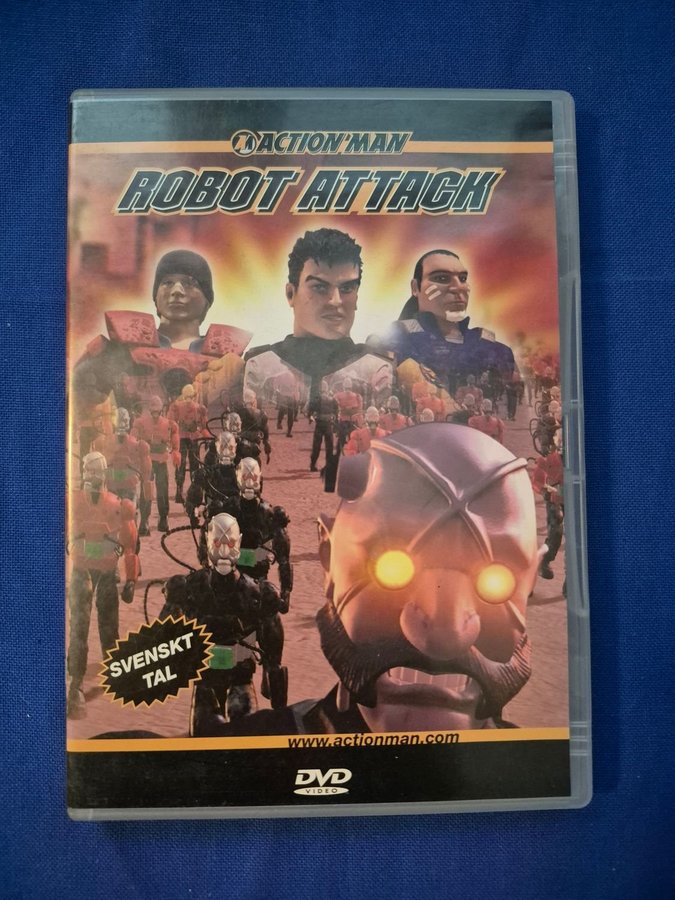 ACTION MAN
ROBOT ATTACK
SVENSKT
TAL
www.actionman.com
DVD
VIDEO